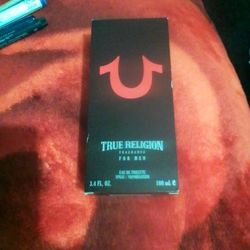 TRUE RELIGION
FRAGRANCE
FOR MEN
EAU DE TOILETTE
SPRAY / VAPORISATEUR
3.4 FL. OZ. 100 ml ℮